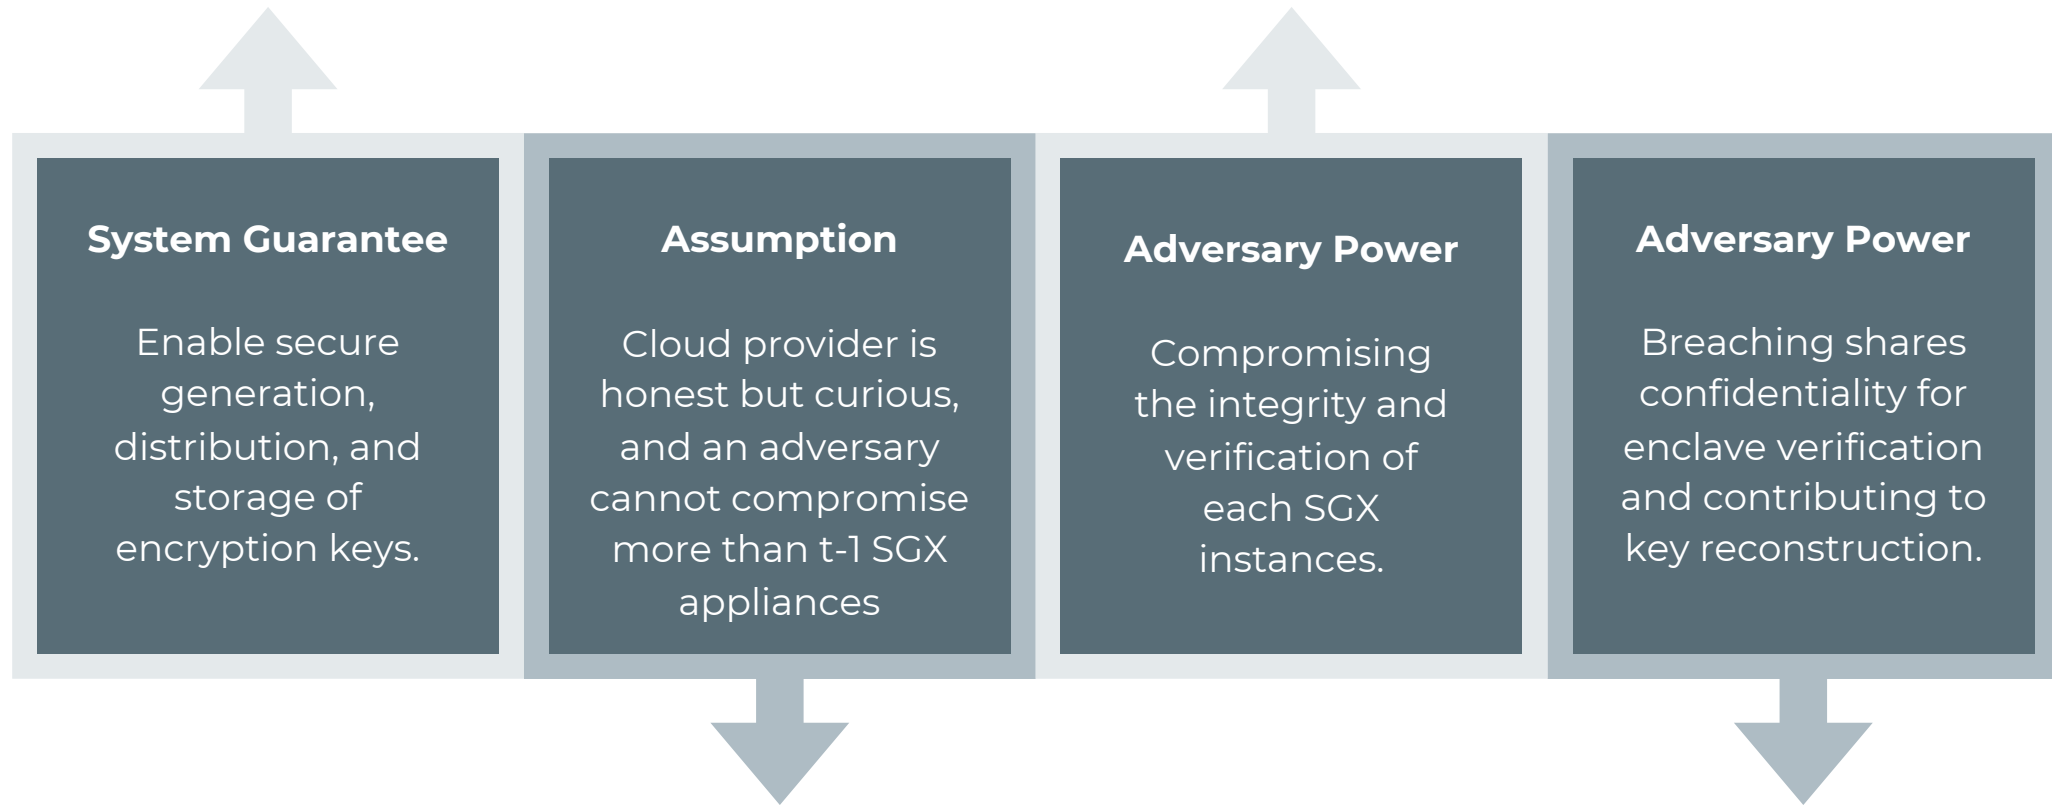 System Guarantee
Enable secure
generation,
distribution, and
storage of
encryption keys.
Assumption
Cloud provider is
honest but curious,
and an adversary
cannot compromise
more than t-1 SGX
appliances
Adversary Power
Compromising
the integrity and
verification of
each SGX
instances.
Adversary Power
Breaching shares
confidentiality for
enclave verification
and contributing to
key reconstruction.